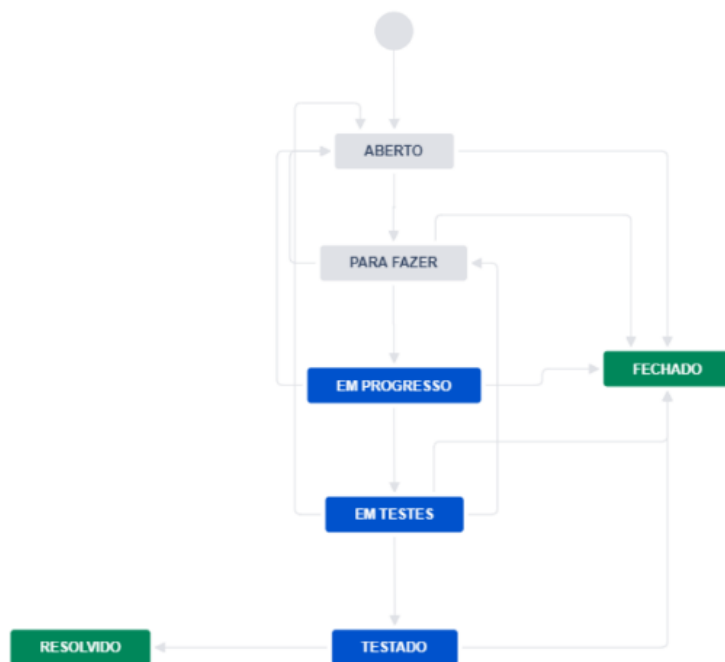 ABERTO
PARA FAZER
FECHADO
EM PROGRESSO
EM TESTES
RESOLVIDO
TESTADO